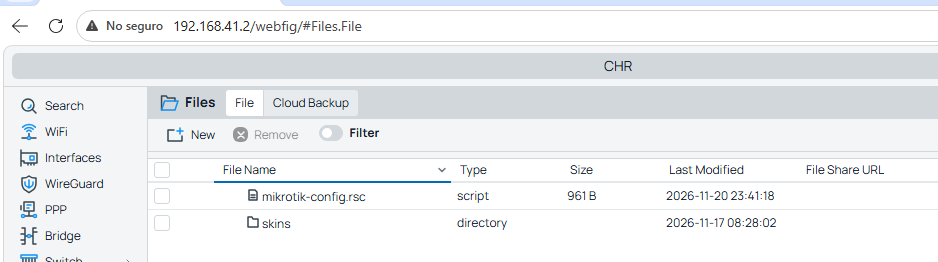 No seguro 192.168.41.2/webfig/#Files.File
CHR
Search
WiFi
Interfaces
WireGuard
PPP
Bridge
Switch
Files File Cloud Backup
New Remove Filter
File Name Type Size Last Modified File Share URL
mikrotik-config.rsc script 961 B 2026-11-20 23:41:18
skins directory 2026-11-17 08:28:02